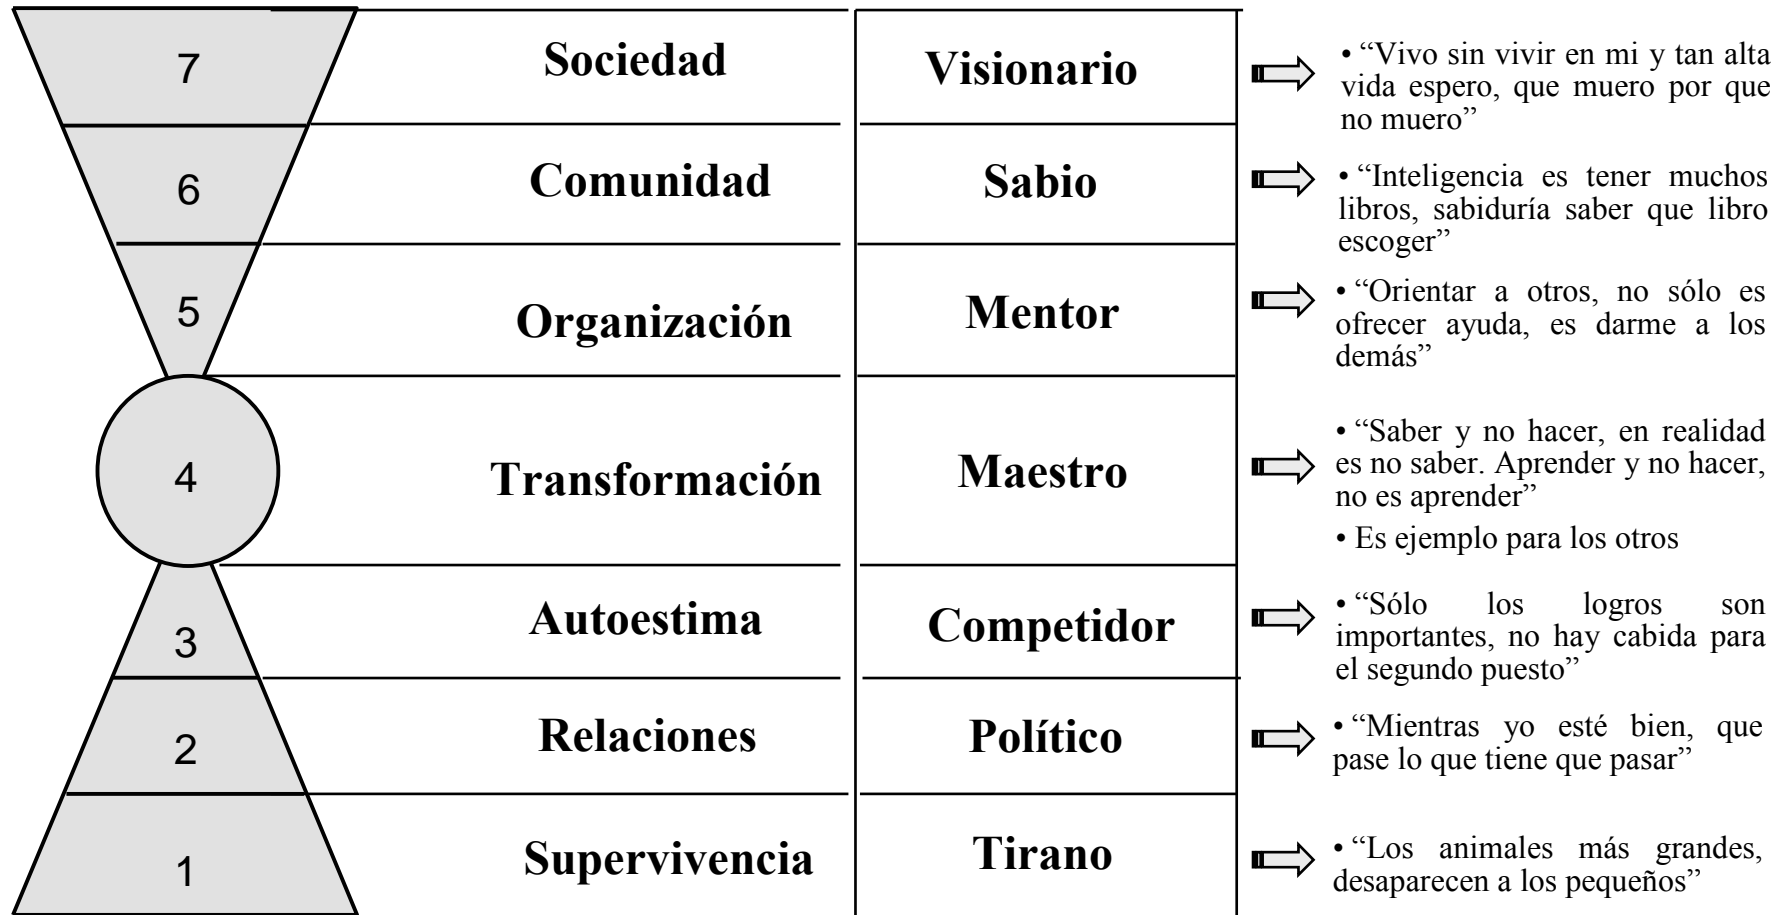 7
Sociedad
Visionario
• “Vivo sin vivir en mi y tan alta
vida espero, que muero por que
no muero”
6
Comunidad
Sabio
• “Inteligencia es tener muchos
libros, sabiduría saber que libro
escoger”
5
Organización
Mentor
• “Orientar a otros, no sólo es
ofrecer ayuda, es darme a los
demás”
4
Transformación
Maestro
• “Saber y no hacer, en realidad
es no saber. Aprender y no hacer,
no es aprender”
• Es ejemplo para los otros
3
Autoestima
Competidor
• “Sólo los logros son
importantes, no hay cabida para
el segundo puesto”
2
Relaciones
Político
• “Mientras yo esté bien, que
pase lo que tiene que pasar”
1
Supervivencia
Tirano
• “Los animales más grandes,
desaparecen a los pequeños”